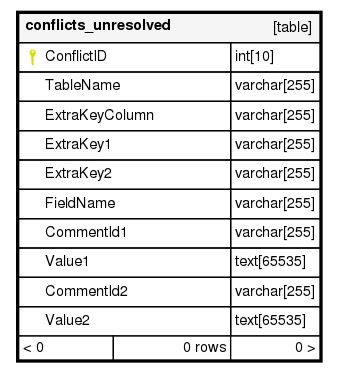 conflicts_unresolved [table]
ConflictID int[10]
TableName varchar[255]
ExtraKeyColumn varchar[255]
ExtraKey1 varchar[255]
ExtraKey2 varchar[255]
FieldName varchar[255]
CommentId1 varchar[255]
Value1 text[65535]
CommentId2 varchar[255]
Value2 text[65535]
< 0 0 rows 0 >